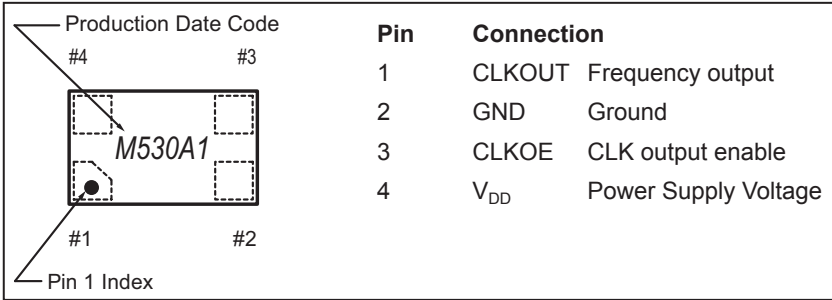 Production Date Code
#4 #3
M530A1
#1 #2
Pin 1 Index
Pin Connection
1 CLKOUT Frequency output
2 GND Ground
3 CLKOE CLK output enable
4 VDD Power Supply Voltage